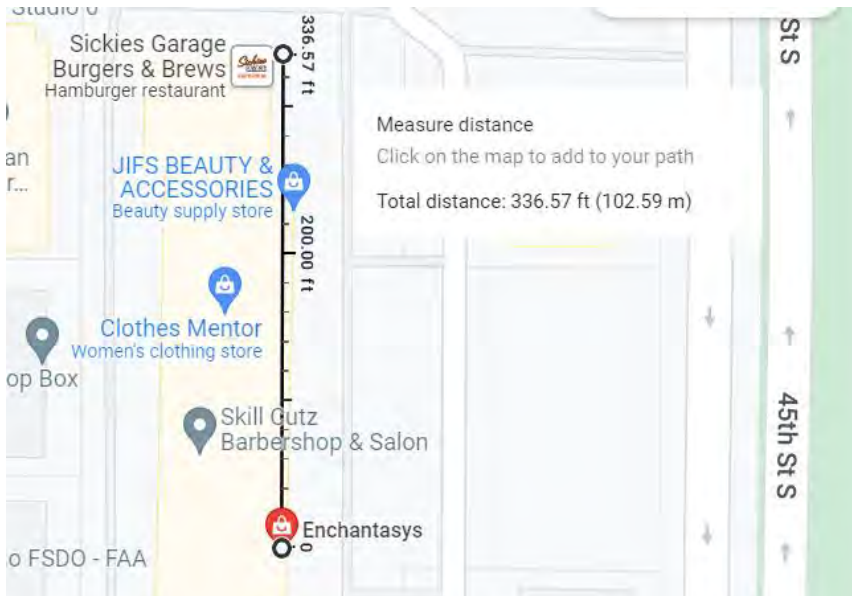 Studio 6
Sickies Garage
Burgers & Brews
Hamburger restaurant
336.57 ft
St S
Measure distance
Click on the map to add to your path
Total distance: 336.57 ft (102.59 m)
an
r...
JIFS BEAUTY &
ACCESSORIES
Beauty supply store
200.00 ft
Clothes Mentor
Women's clothing store
op Box
Skill Cutz
Barbershop & Salon
45th St S
Enchantasys
0
o FSDO - FAA